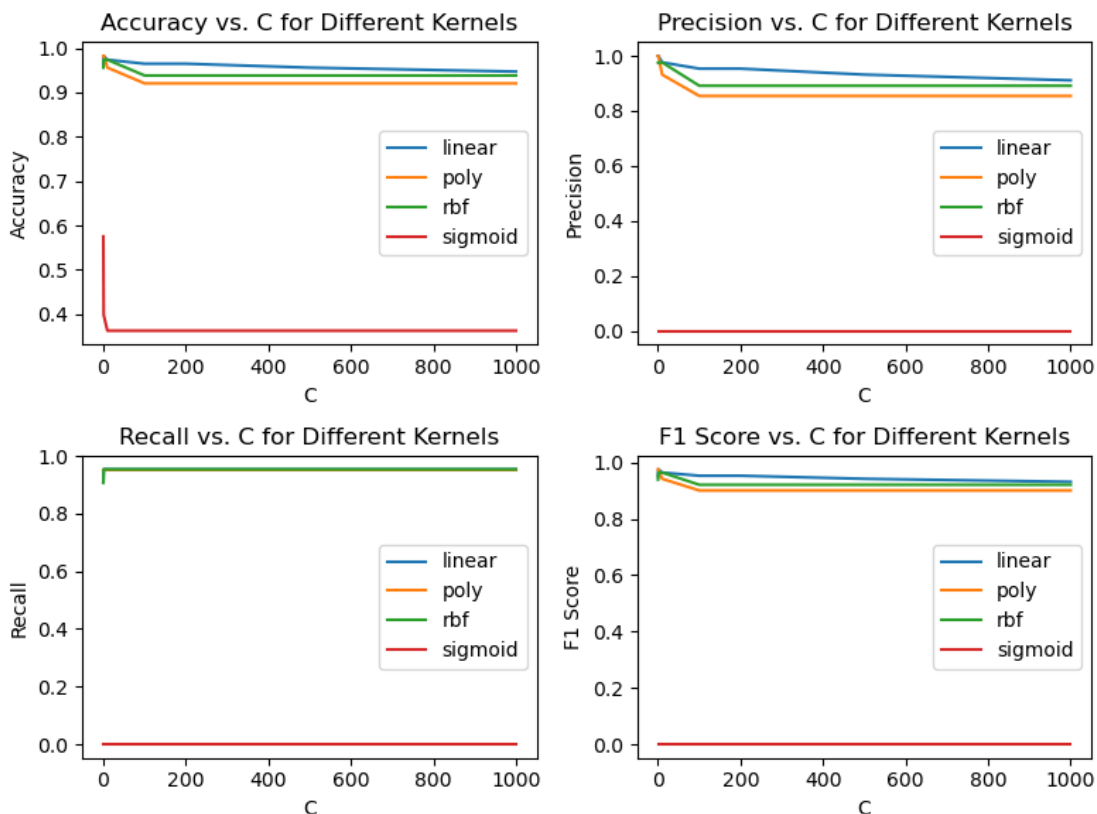 Accuracy vs. C for Different Kernels
1.0
0.9
0.8
0.7
0.6
0.5
0.4
Accuracy
linear
poly
rbf
sigmoid
0 200 400 600 800 1000
C
Precision vs. C for Different Kernels
1.0
0.8
0.6
0.4
0.2
0.0
Precision
linear
poly
rbf
sigmoid
0 200 400 600 800 1000
C
Recall vs. C for Different Kernels
1.0
0.8
0.6
0.4
0.2
0.0
Recall
linear
poly
rbf
sigmoid
0 200 400 600 800 1000
C
F1 Score vs. C for Different Kernels
1.0
0.8
0.6
0.4
0.2
0.0
F1 Score
linear
poly
rbf
sigmoid
0 200 400 600 800 1000
C